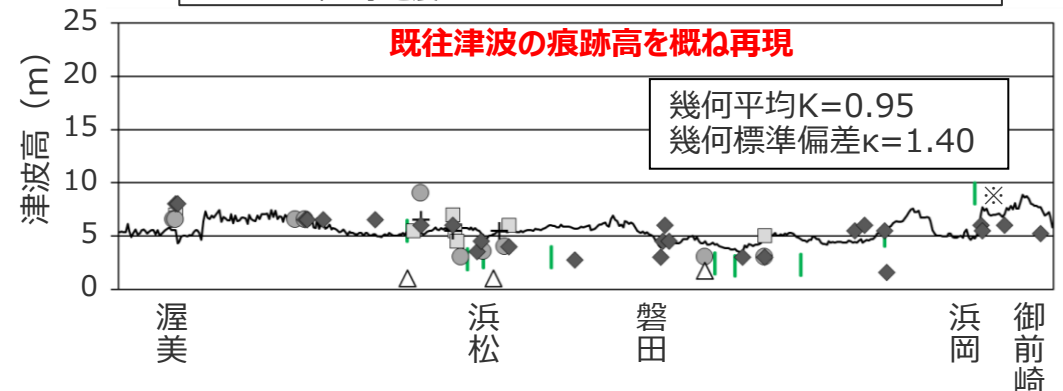 既往津波の痕跡高を概ね再現
幾何平均K=0.95
幾何標準偏差κ=1.40
津波高（m）
25
20
15
10
5
0
※
渥美
浜松
磐田
浜岡
御前崎